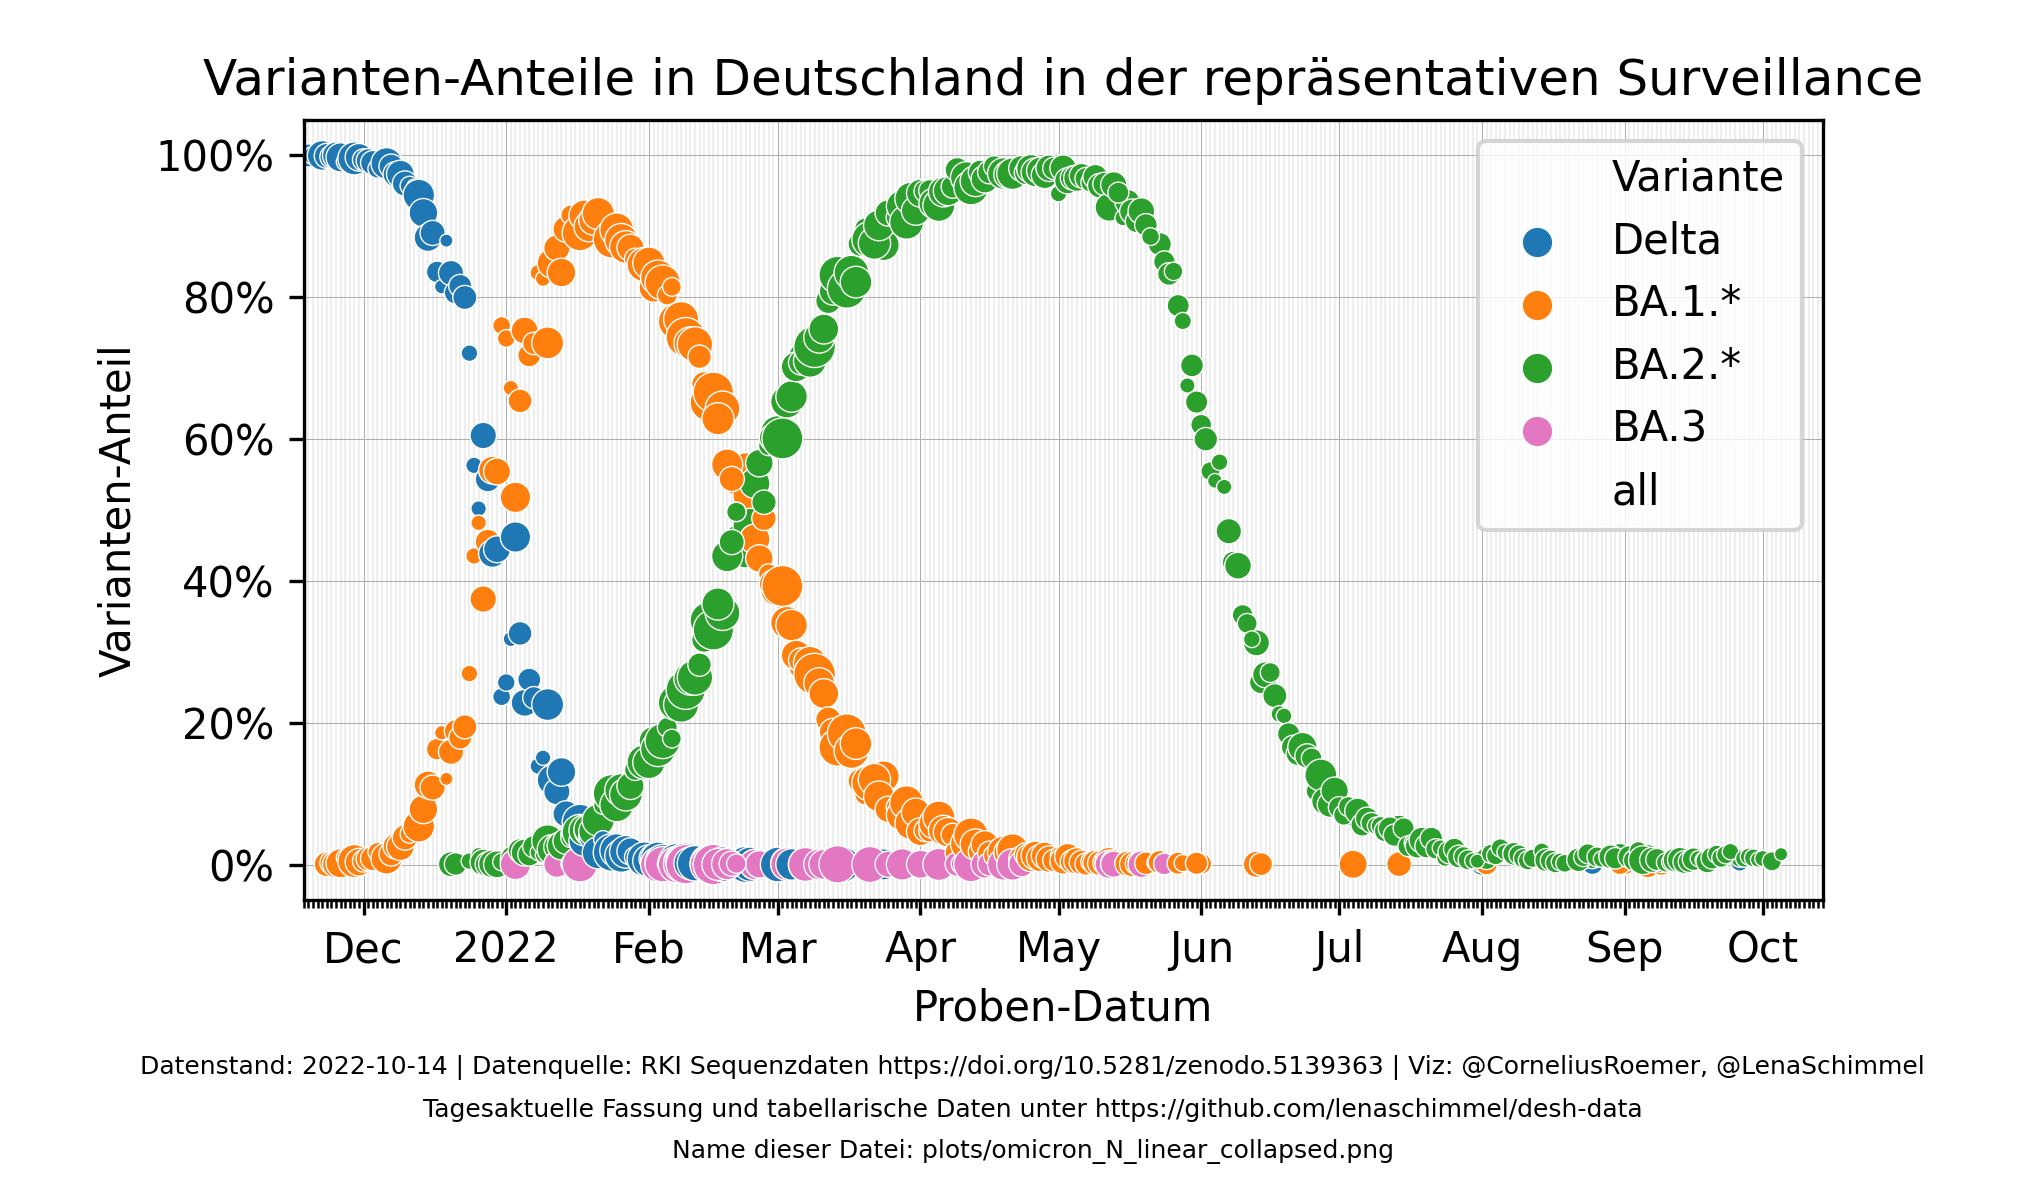 Varianten-Anteile in Deutschland in der repräsentativen Surveillance
Varianten-Anteil
100%
80%
60%
40%
20%
0%
Variante
Delta
BA.1.*
BA.2.*
BA.3
all
Dec 2022 Feb Mar Apr May Jun Jul Aug Sep Oct
Proben-Datum
Datenstand: 2022-10-14 | Datenquelle: RKI Sequenzdaten https://doi.org/10.5281/zenodo.5139363 | Viz: @CorneliusRoemer, @LenaSchimmel
Tagesaktuelle Fassung und tabellarische Daten unter https://github.com/lenaschimmel/desh-data
Name dieser Datei: plots/omicron_N_linear_collapsed.png